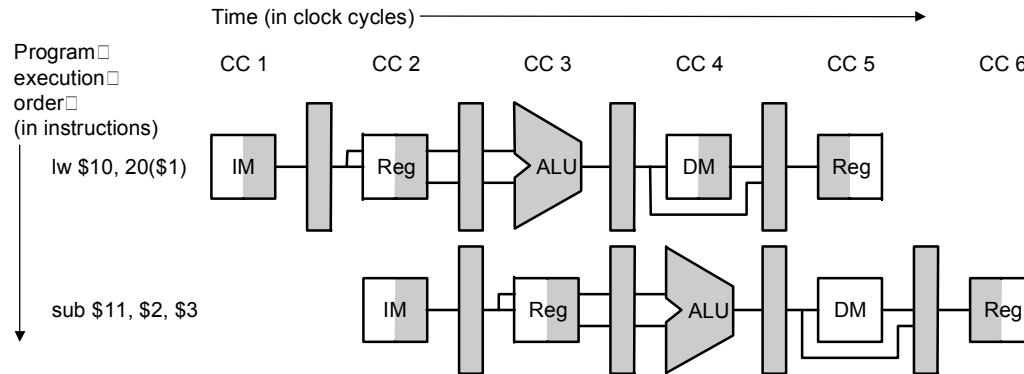 Time (in clock cycles)
Program□
execution□
order□
(in instructions)
CC 1 CC 2 CC 3 CC 4 CC 5 CC 6
lw $10, 20($1)
IM Reg ALU DM Reg
sub $11, $2, $3
IM Reg ALU DM Reg